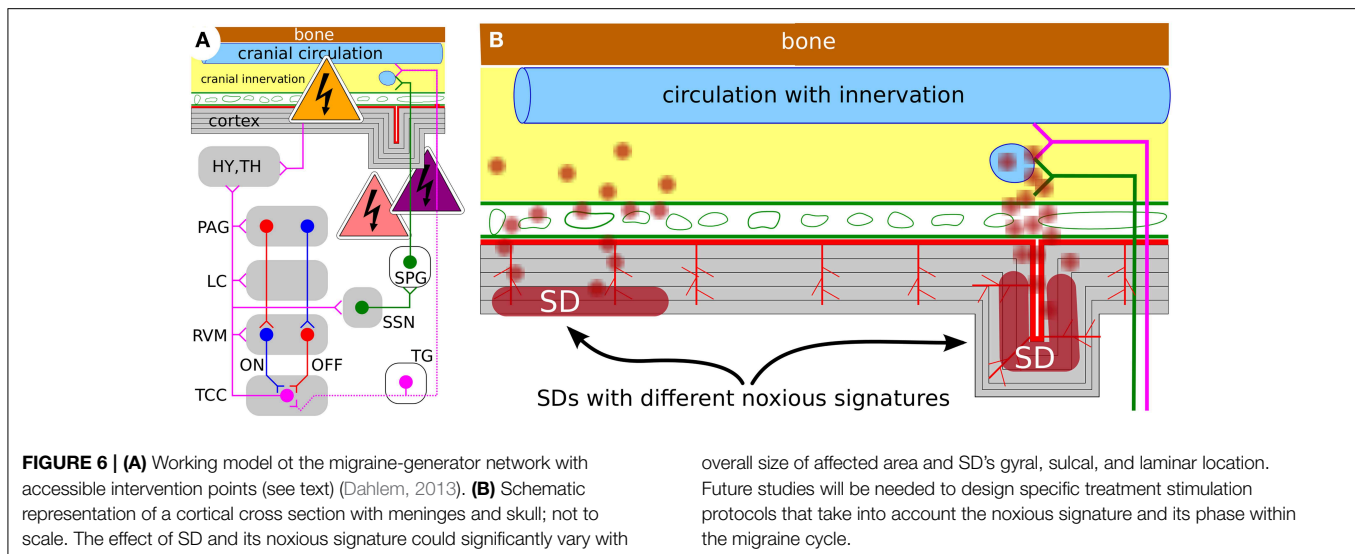 A
bone
cranial circulation
cranial innervation
cortex
HY,TH
PAG
LC
SPG
SSN
RVM
ON
OFF
TG
TCC
B
bone
circulation with innervation
SD
SD
SDs with different noxious signatures
FIGURE 6 | (A) Working model ot the migraine-generator network with
accessible intervention points (see text) (Dahlem, 2013). (B) Schematic
representation of a cortical cross section with meninges and skull; not to
scale. The effect of SD and its noxious signature could significantly vary with
overall size of affected area and SD's gyral, sulcal, and laminar location.
Future studies will be needed to design specific treatment stimulation
protocols that take into account the noxious signature and its phase within
the migraine cycle.